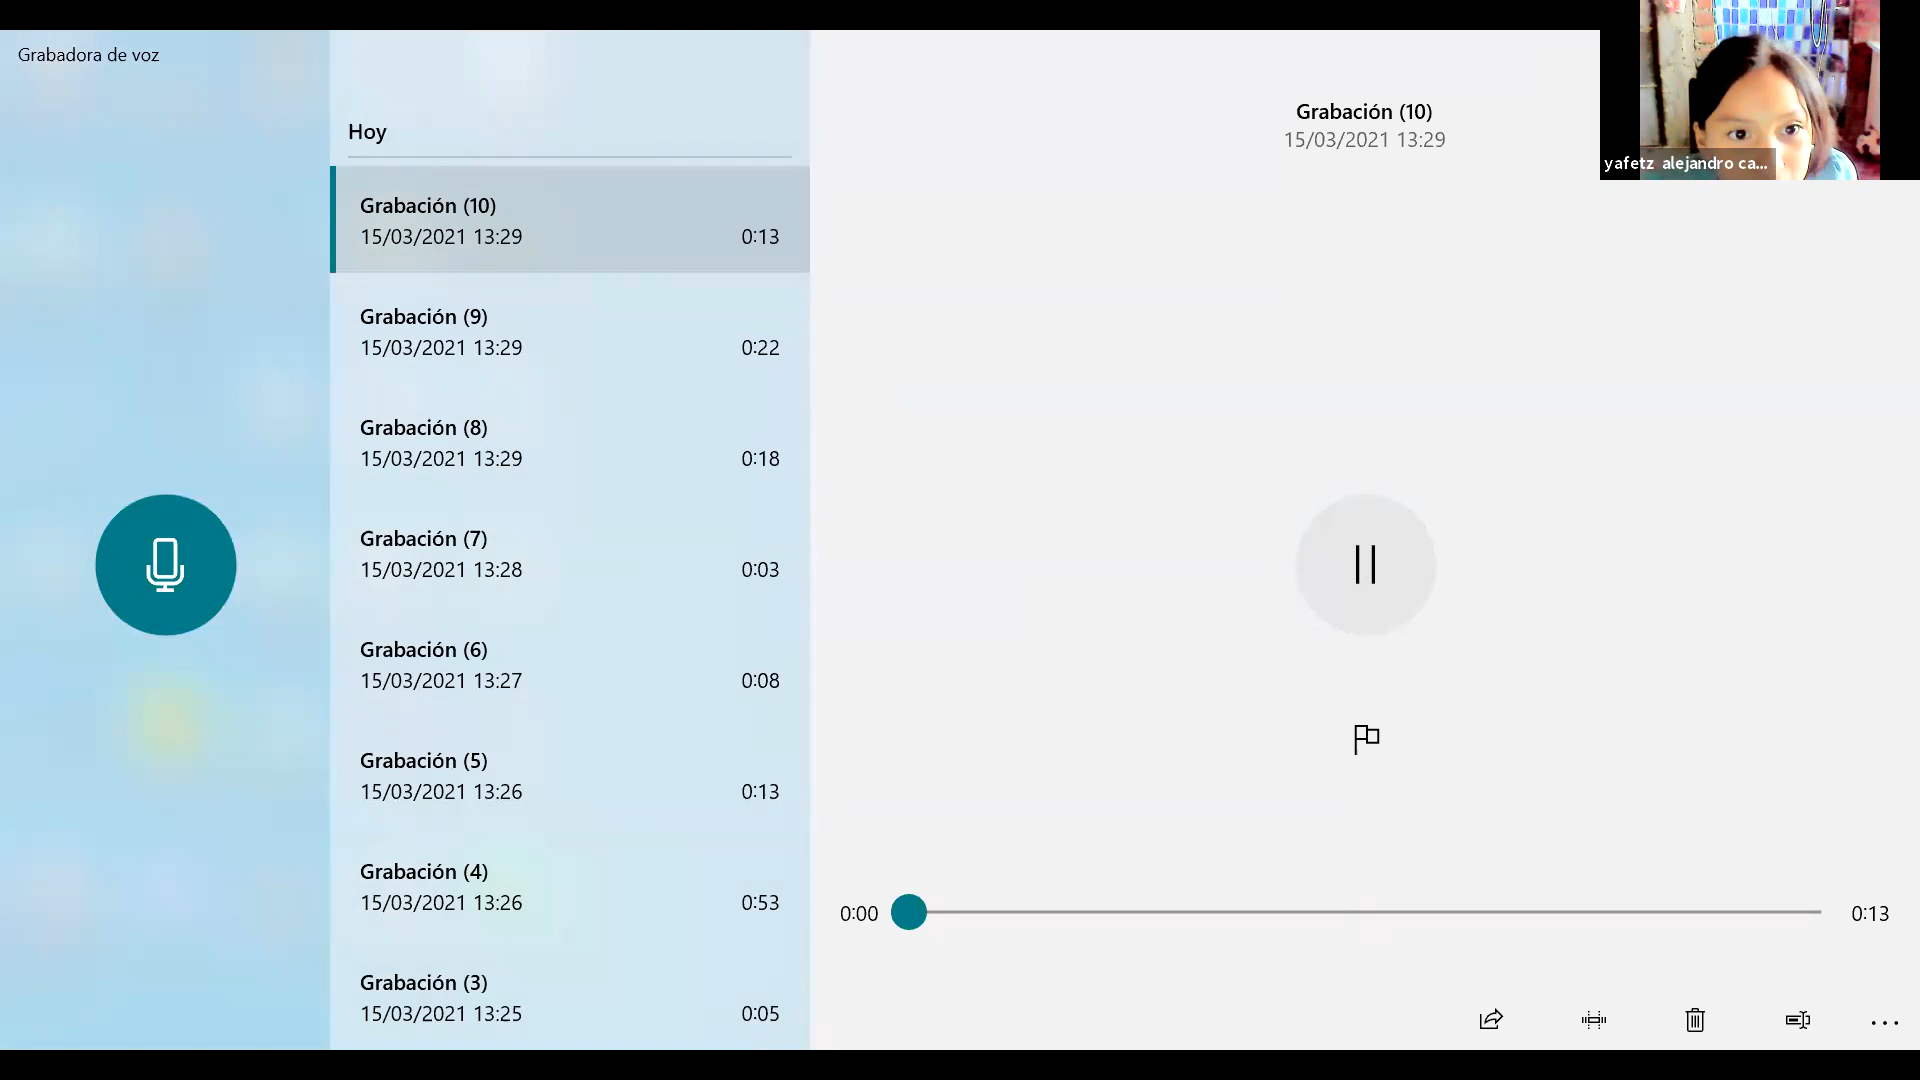 Grabadora de voz
Hoy
Grabación (10)
15/03/2021 13:29
0:13
Grabación (9)
15/03/2021 13:29
0:22
Grabación (8)
15/03/2021 13:29
0:18
Grabación (7)
15/03/2021 13:28
0:03
Grabación (6)
15/03/2021 13:27
0:08
Grabación (5)
15/03/2021 13:26
0:13
Grabación (4)
15/03/2021 13:26
0:53
Grabación (3)
15/03/2021 13:25
0:05
Grabación (10)
15/03/2021 13:29
0:00
0:13
yafetz alejandro ca...